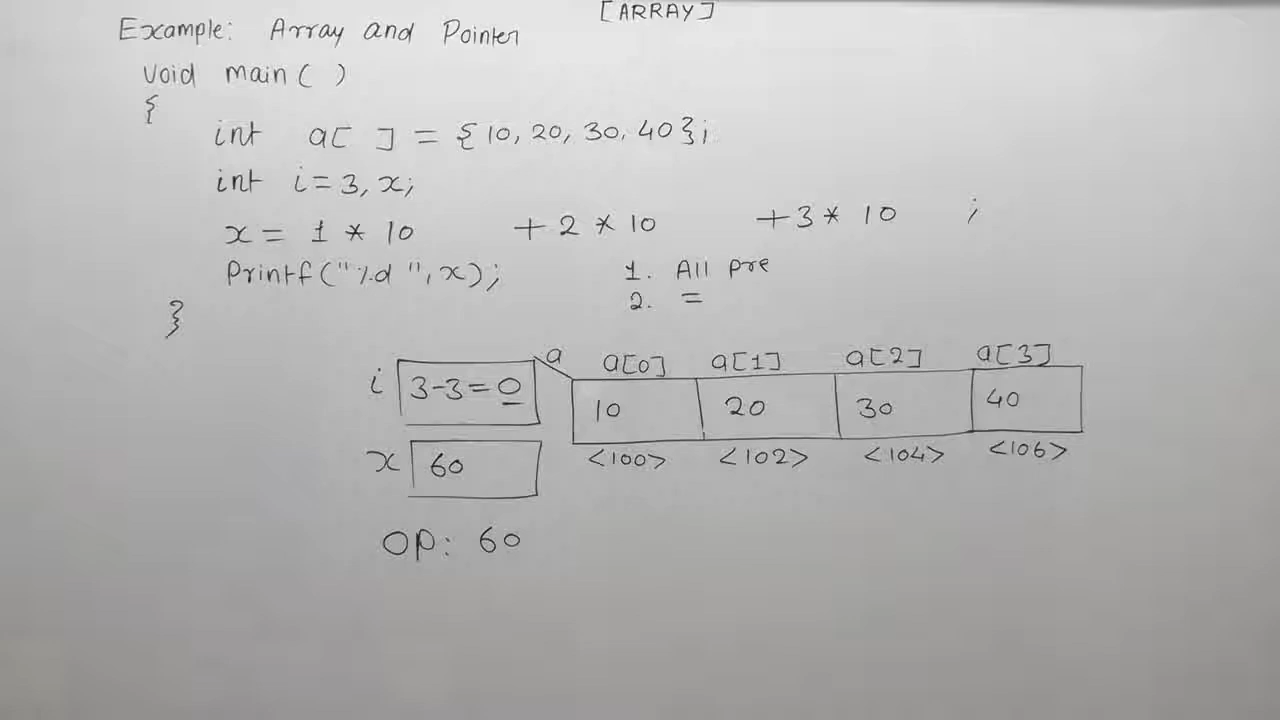 [ARRAY]
Example: Array and Pointer
void main( )
{
int a[ ] = {10, 20, 30, 40};
int i=3, x;
x = 1 * 10 +2 * 10 +3 * 10 ;
Printf("%d", x);
1. All pre
2. =
}
a a[0] a[1] a[2] a[3]
i 3-3=0 10 20 30 40
x 60 <100> <102> <104> <106>
OP: 60